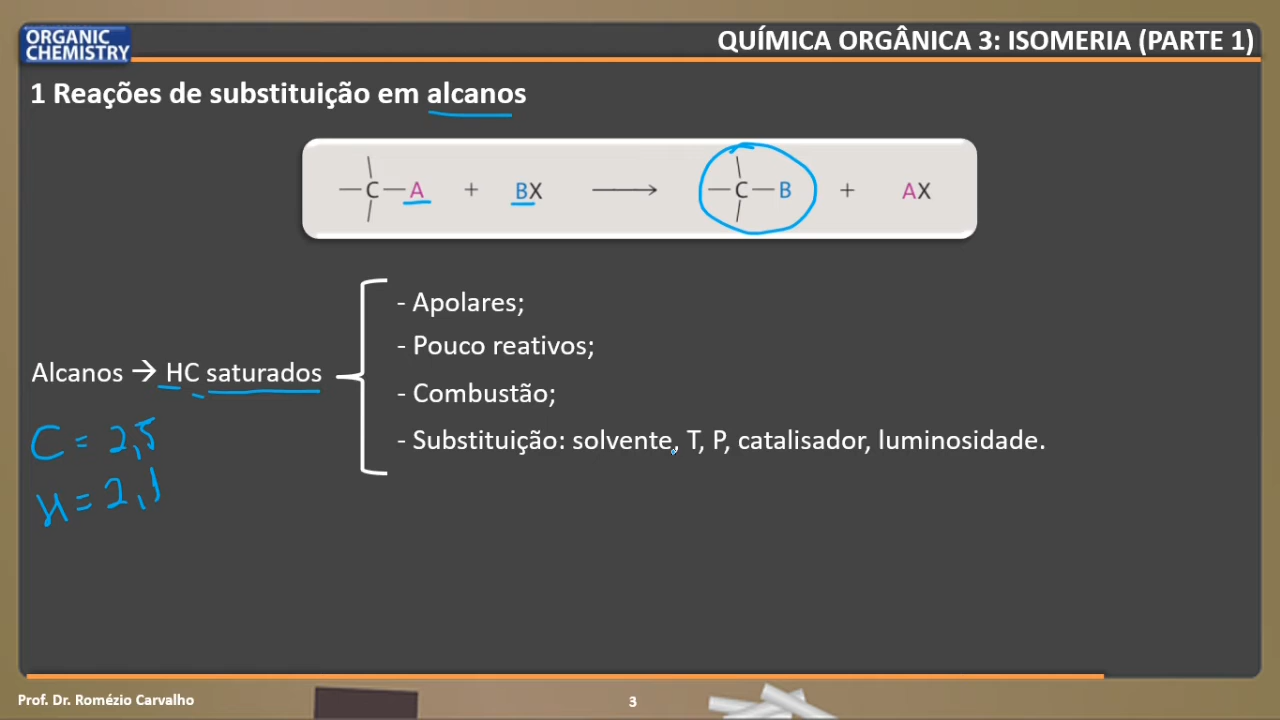 ORGANIC
CHEMISTRY
QUÍMICA ORGÂNICA 3: ISOMERIA (PARTE 1)
1 Reações de substituição em alcanos
C A + BX → C B + AX
- Apolares;
- Pouco reativos;
Alcanos → HC saturados
- Combustão;
- Substituição: solvente, T, P, catalisador, luminosidade.
C = 2,5
H = 2,1
Prof. Dr. Romézio Carvalho
3